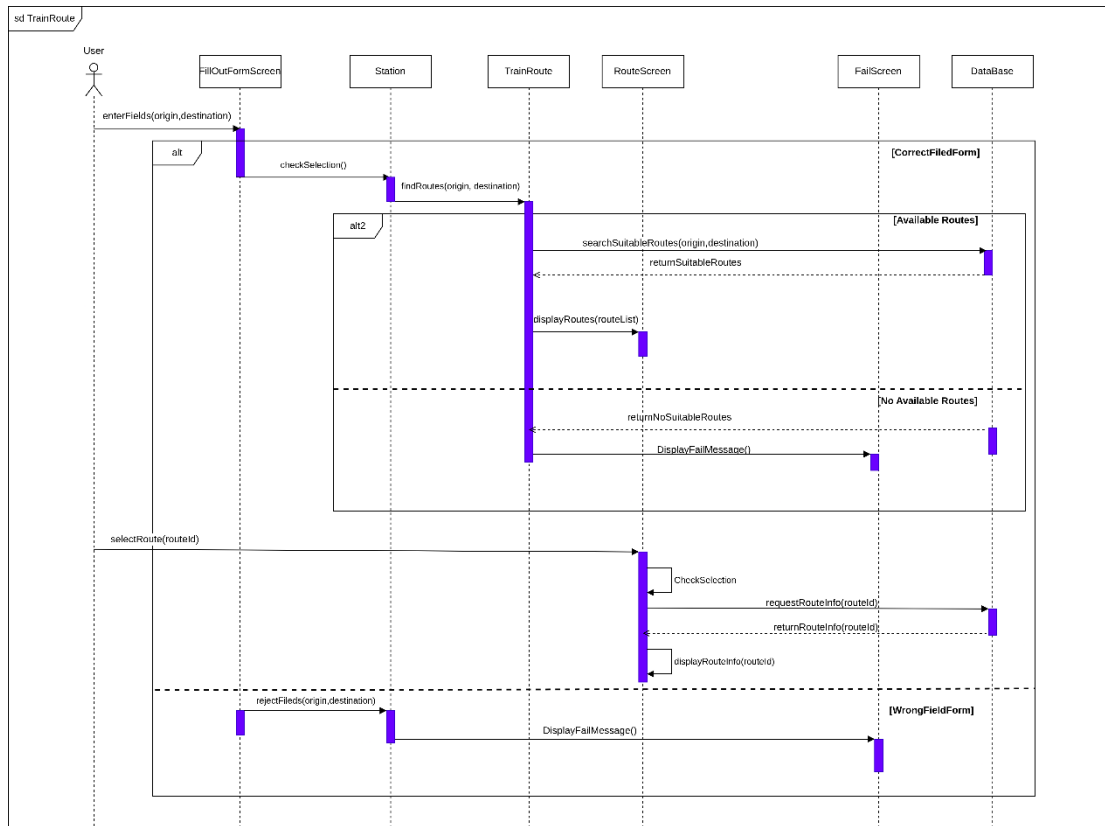 sd TrainRoute
User
FillOutFormScreen
Station
TrainRoute
RouteScreen
FailScreen
DataBase
enterFields(origin,destination)
alt
[CorrectFiledForm]
checkSelection()
findRoutes(origin, destination)
alt2
[Available Routes]
searchSuitableRoutes(origin,destination)
returnSuitableRoutes
displayRoutes(routeList)
[No Available Routes]
returnNoSuitableRoutes
DisplayFailMessage()
selectRoute(routeId)
CheckSelection
requestRouteInfo(routeId)
returnRouteInfo(routeId)
displayRouteInfo(routeId)
rejectFileds(origin,destination)
[WrongFieldForm]
DisplayFailMessage()